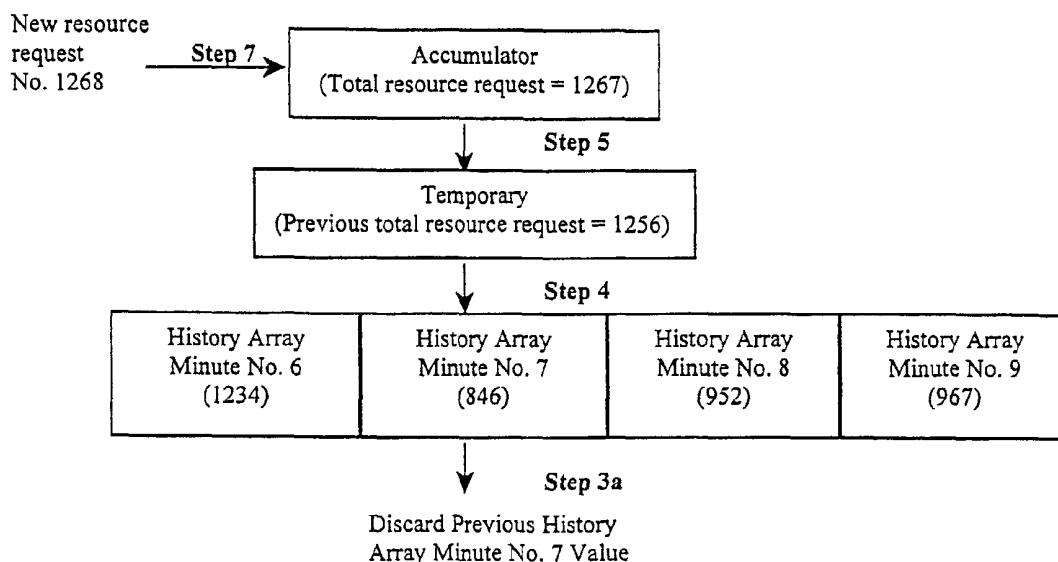 New resource
request
No. 1268
Step 7
Accumulator
(Total resource request = 1267)
Step 5
Temporary
(Previous total resource request = 1256)
Step 4
History Array
Minute No. 6
(1234)
History Array
Minute No. 7
(846)
History Array
Minute No. 8
(952)
History Array
Minute No. 9
(967)
Step 3a
Discard Previous History
Array Minute No. 7 Value